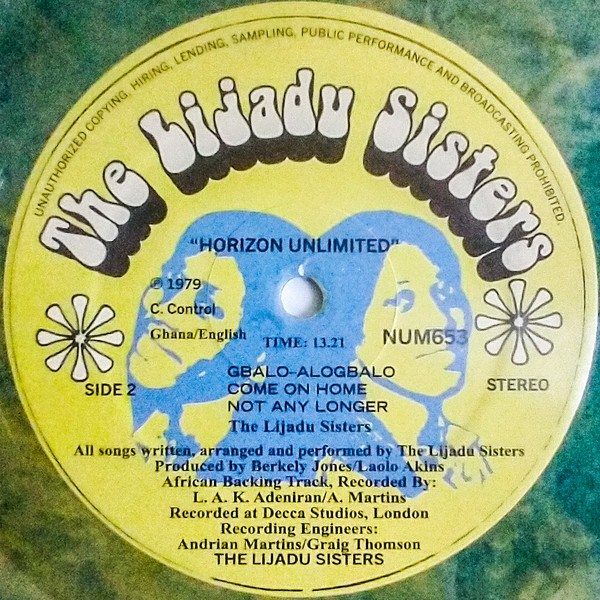 UNAUTHORIZED COPYING, HIRING, LENDING, SAMPLING, PUBLIC PERFORMANCE AND BROADCASTING PROHIBITED.
The Lijadu Sisters
"HORIZON UNLIMITED"
℗ 1979
C. Control
Ghana/English
TIME: 13.21
NUM653
SIDE 2
STEREO
GBALO-ALOGBALO
COME ON HOME
NOT ANY LONGER
The Lijadu Sisters
All songs written, arranged and performed by The Lijadu Sisters
Produced by Berkely Jones/Laolo Akins
African Backing Track, Recorded By:
L. A. K. Adeniran/A. Martins
Recorded at Decca Studios, London
Recording Engineers:
Andrian Martins/Graig Thomson
THE LIJADU SISTERS